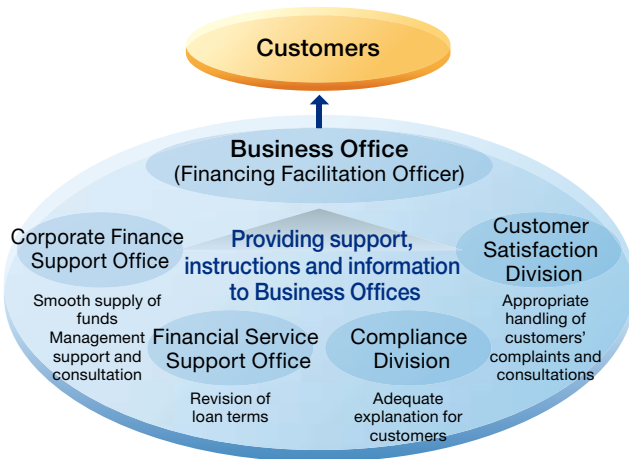 Customers
Business Office
(Financing Facilitation Officer)
Corporate Finance
Support Office
Smooth supply of
funds
Management
support and
consultation
Providing support,
instructions and information
to Business Offices
Customer
Satisfaction
Division
Appropriate
handling of
customers’
complaints and
consultations
Financial Service
Support Office
Revision of
loan terms
Compliance
Division
Adequate
explanation for
customers